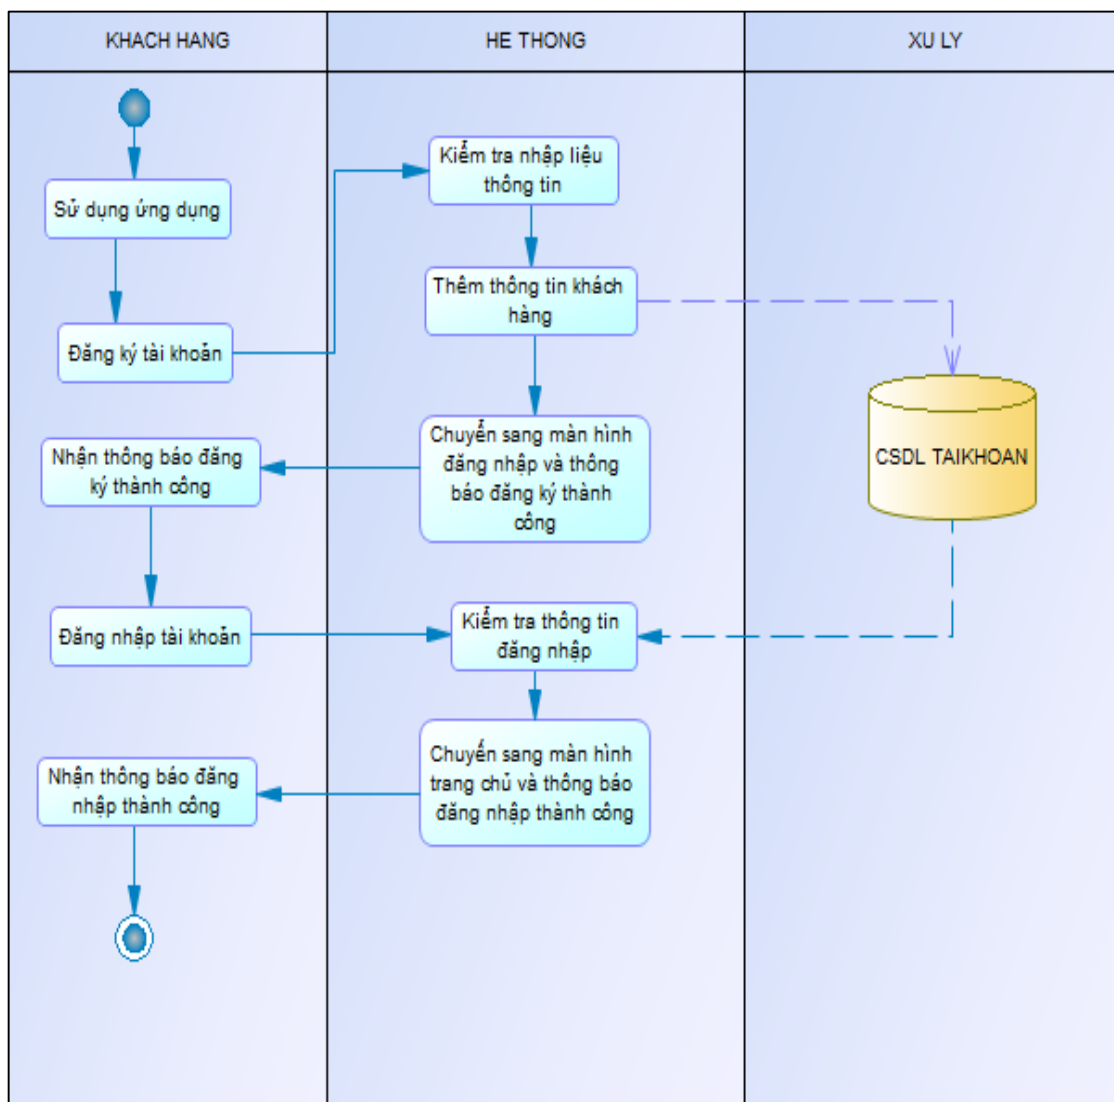 KHACH HANG
HE THONG
XU LY
Sử dụng ứng dụng
Đăng ký tài khoản
Kiểm tra nhập liệu
thông tin
Thêm thông tin khách
hàng
Chuyển sang màn hình
đăng nhập và thông
báo đăng ký thành
công
CSDL TAIKHOAN
Nhận thông báo đăng
ký thành công
Đăng nhập tài khoản
Kiểm tra thông tin
đăng nhập
Chuyển sang màn hình
trang chủ và thông báo
đăng nhập thành công
Nhận thông báo đăng
nhập thành công